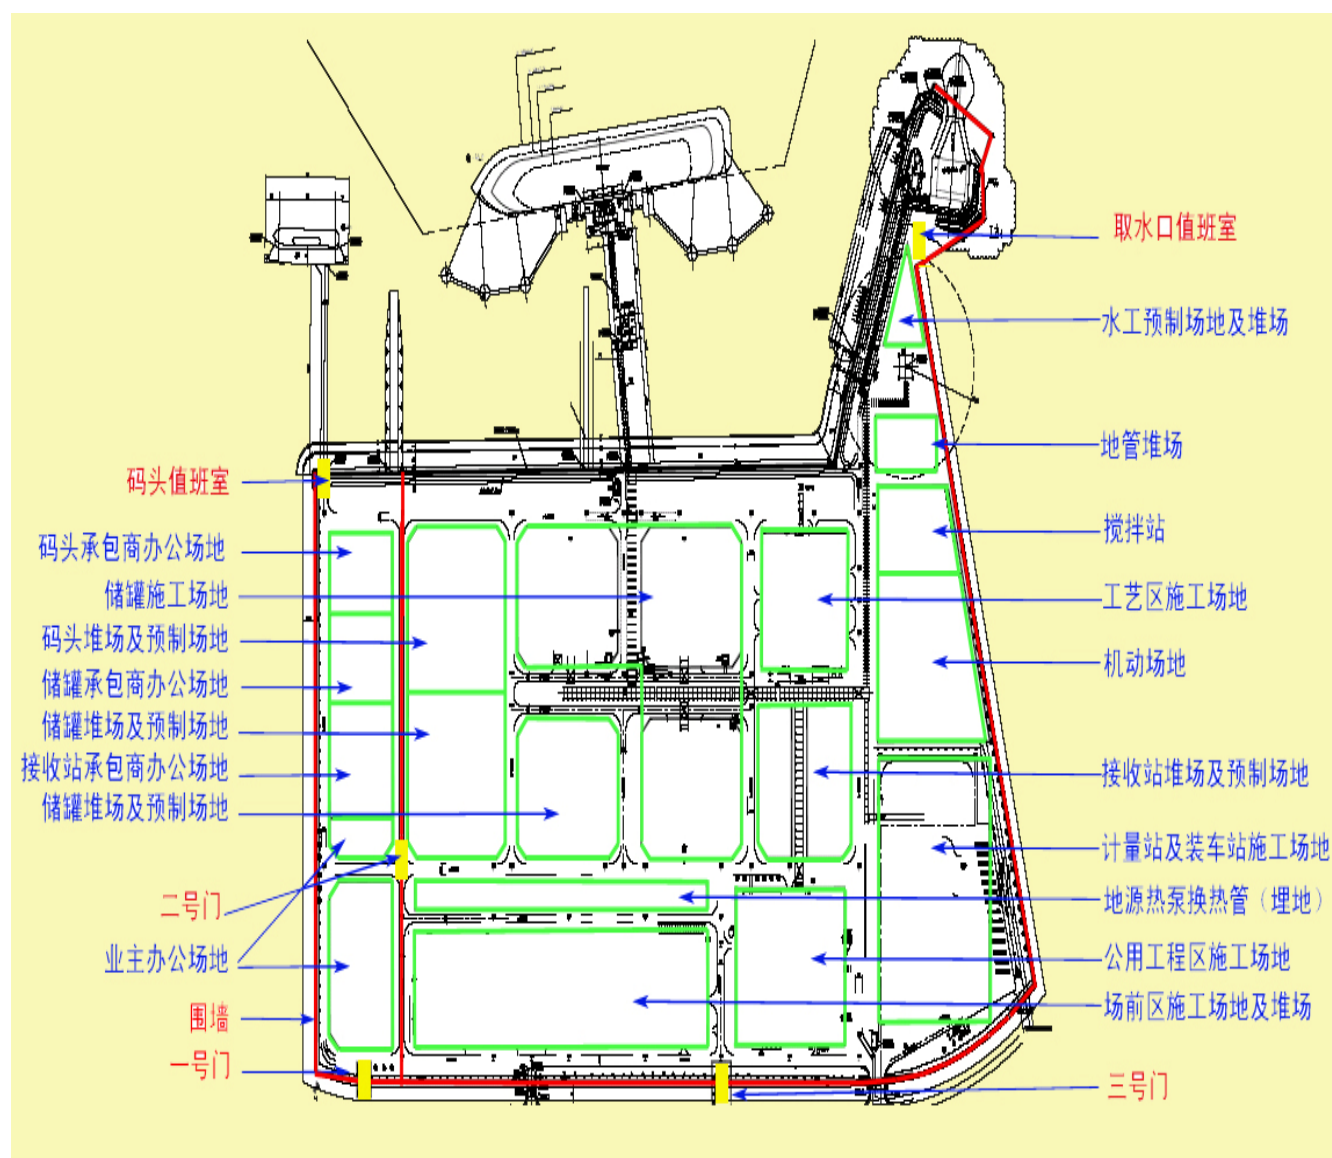 取水口值班室
水工预制场地及堆场
地管堆场
码头值班室
搅拌站
码头承包商办公场地
储罐施工场地
工艺区施工场地
码头堆场及预制场地
机动场地
储罐承包商办公场地
储罐堆场及预制场地
接收站承包商办公场地
接收站堆场及预制场地
储罐堆场及预制场地
计量站及装车站施工场地
二号门
地源热泵换热管（埋地）
业主办公场地
公用工程区施工场地
场前区施工场地及堆场
围墙
一号门
三号门